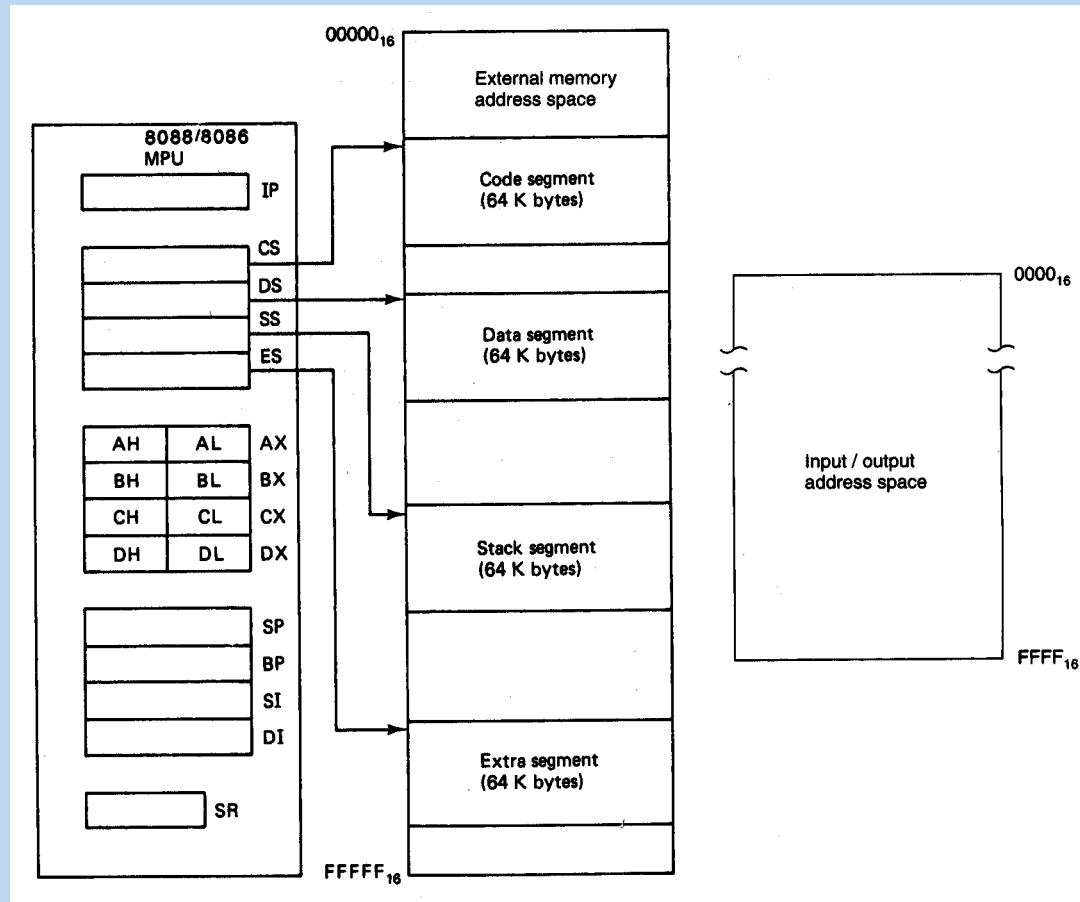 8088/8086
MPU
IP
CS
DS
SS
ES
AH AL AX
BH BL BX
CH CL CX
DH DL DX
SP
BP
SI
DI
SR
00000₁₆
External memory
address space
Code segment
(64 K bytes)
Data segment
(64 K bytes)
Stack segment
(64 K bytes)
Extra segment
(64 K bytes)
FFFFF₁₆
0000₁₆
Input / output
address space
FFFF₁₆